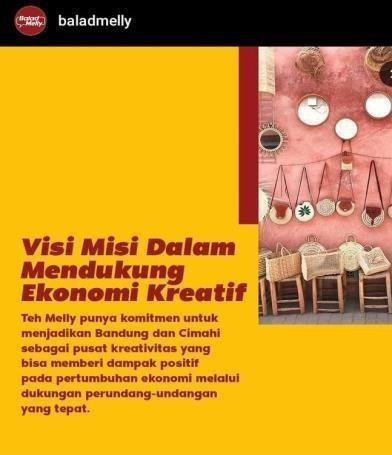 Balad
Melly
baladmelly
Visi Misi Dalam
Mendukung
Ekonomi Kreatif
Teh Melly punya komitmen untuk
menjadikan Bandung dan Cimahi
sebagai pusat kreativitas yang
bisa memberi dampak positif
pada pertumbuhan ekonomi melalui
dukungan perundang-undangan
yang tepat.